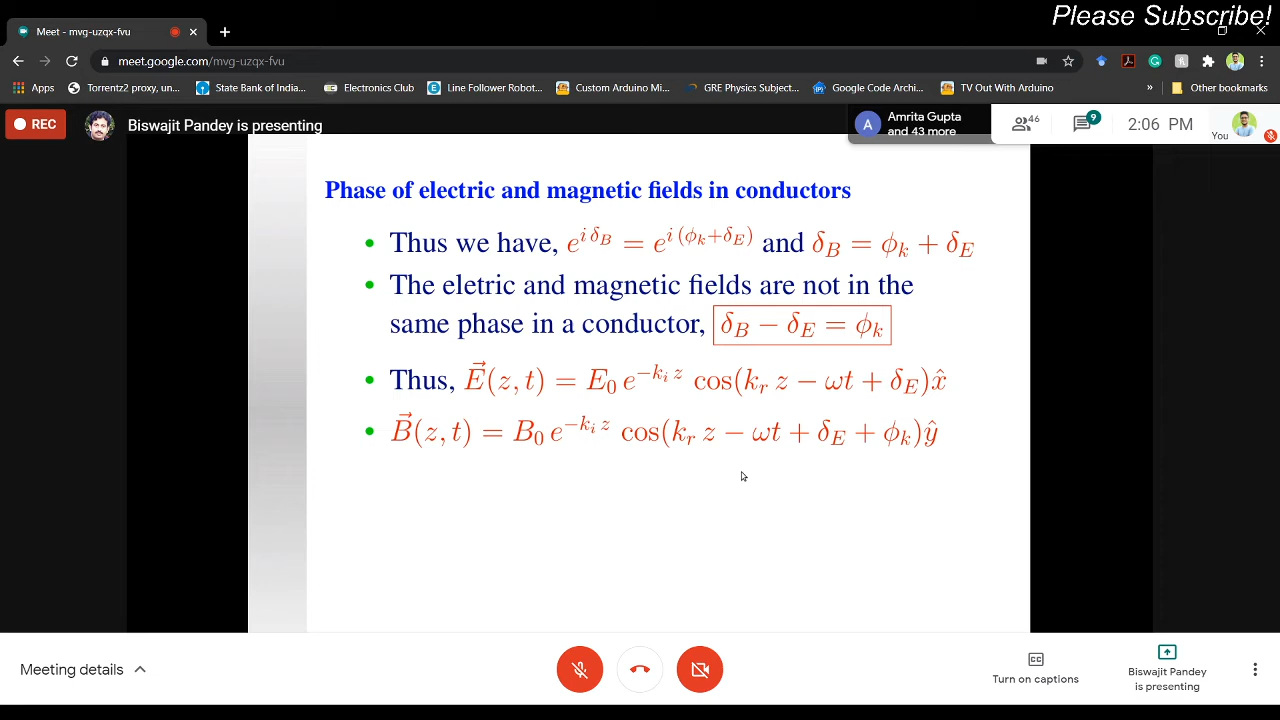 Please Subscribe!
Meet - mvg-uzqx-fvu
meet.google.com/mvg-uzqx-fvu
Apps Torrentz2 proxy, un... State Bank of India... Electronics Club Line Follower Robot... Custom Arduino Mi... GRE Physics Subject... Google Code Archi... TV Out With Arduino » Other bookmarks
REC Biswajit Pandey is presenting
A Amrita Gupta
and 43 more
46 9 2:06 PM You
Phase of electric and magnetic fields in conductors
• Thus we have, e^{i δ_B} = e^{i (ϕ_k+δ_E)} and δ_B = ϕ_k + δ_E
• The eletric and magnetic fields are not in the
same phase in a conductor, δ_B − δ_E = ϕ_k
• Thus, \vec{E}(z, t) = E_0 e^{−k_i z} cos(k_r z − ωt + δ_E)\hat{x}
• \vec{B}(z, t) = B_0 e^{−k_i z} cos(k_r z − ωt + δ_E + ϕ_k)\hat{y}
Meeting details
Turn on captions
Biswajit Pandey
is presenting